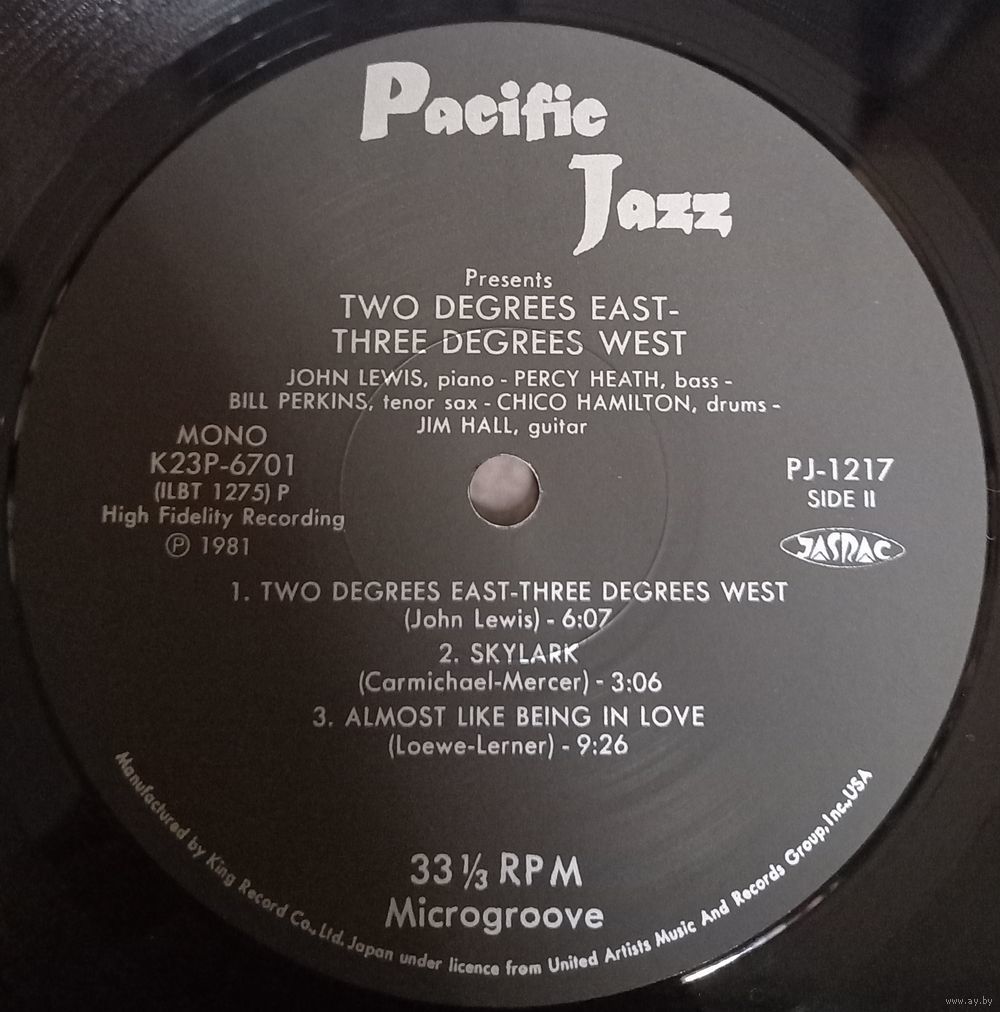 Pacific
Jazz
Presents
TWO DEGREES EAST-
THREE DEGREES WEST
JOHN LEWIS, piano - PERCY HEATH, bass -
BILL PERKINS, tenor sax - CHICO HAMILTON, drums -
JIM HALL, guitar
MONO
K23P-6701
(ILBT 1275) P
High Fidelity Recording
Ⓟ 1981
PJ-1217
SIDE II
JASRAC
1. TWO DEGREES EAST-THREE DEGREES WEST
(John Lewis) - 6:07
2. SKYLARK
(Carmichael-Mercer) - 3:06
3. ALMOST LIKE BEING IN LOVE
(Loewe-Lerner) - 9:26
33 1/3 RPM
Microgroove
Manufactured by King Record Co., Ltd. Japan under licence from United Artists Music And Records Group, Inc., USA
www.ay.by